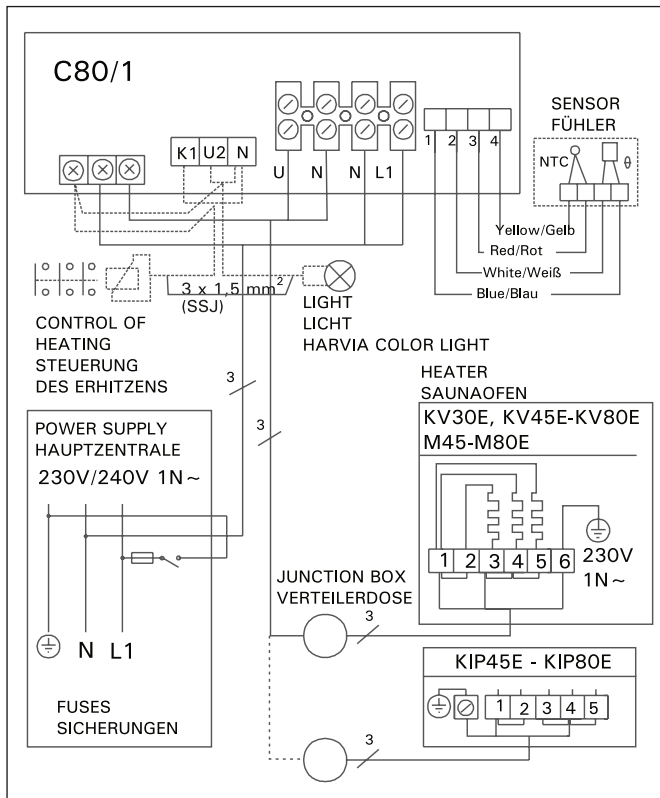 C80/1
K1 U2 N
U N N L1
1 2 3 4
SENSOR
FÜHLER
NTC θ
Yellow/Gelb
Red/Rot
White/Weiß
Blue/Blau
3 x 1,5 mm²
(SSJ)
CONTROL OF
HEATING
STEUERUNG
DES ERHITZENS
LIGHT
LICHT
HARVIA COLOR LIGHT
3
3
POWER SUPPLY
HAUPTZENTRALE
230V/240V 1N~
N L1
FUSES
SICHERUNGEN
HEATER
SAUNAOFEN
KV30E, KV45E-KV80E
M45-M80E
1 2 3 4 5 6
230V
1N~
JUNCTION BOX
VERTEILERDOSE
3
KIP45E - KIP80E
1 2 3 4 5
3